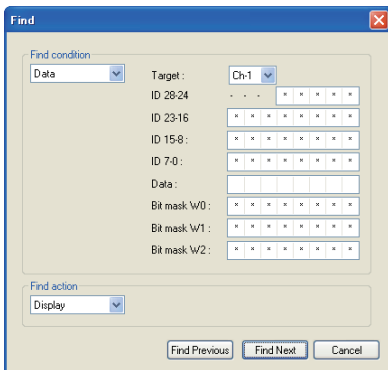 Find
Find condition
Data
Target : Ch-1
ID 28-24 - - - * * * * *
ID 23-16 * * * * * * * *
ID 15-8 : * * * * * * * *
ID 7-0 : * * * * * * * *
Data :
Bit mask W0 : * * * * * * * *
Bit mask W1 : * * * * * * * *
Bit mask W2 : * * * * * * * *
Find action
Display
Find Previous Find Next Cancel